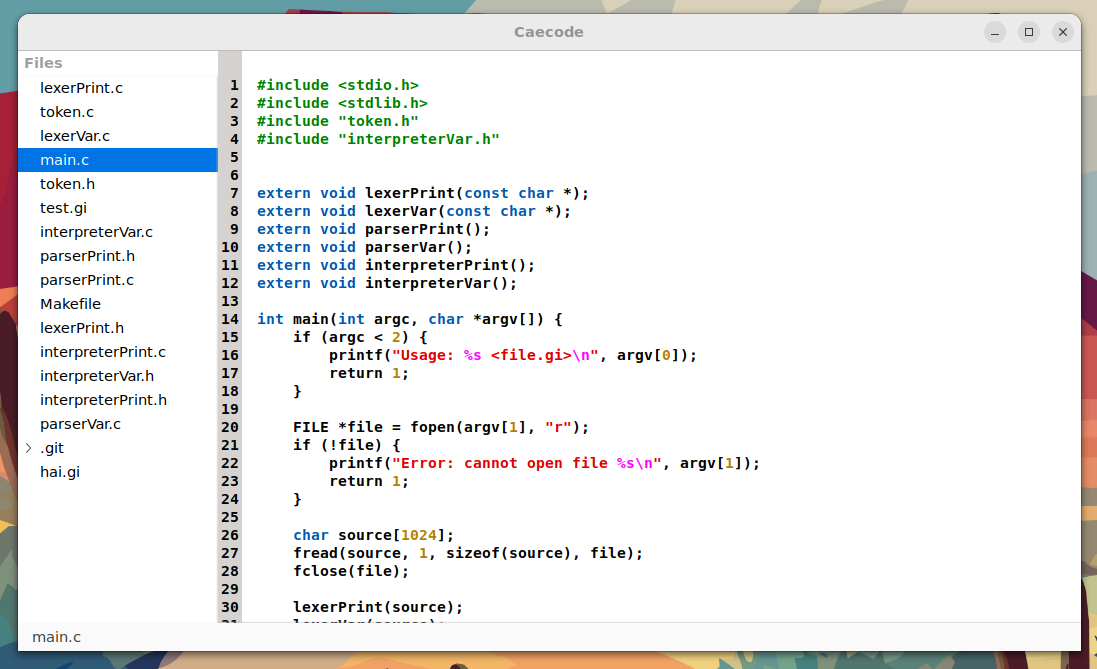 Caecode
Files
lexerPrint.c
token.c
lexerVar.c
main.c
token.h
test.gi
interpreterVar.c
parserPrint.h
parserPrint.c
Makefile
lexerPrint.h
interpreterPrint.c
interpreterVar.h
interpreterPrint.h
parserVar.c
.git
hai.gi
1 #include <stdio.h>
2 #include <stdlib.h>
3 #include "token.h"
4 #include "interpreterVar.h"
5
6
7 extern void lexerPrint(const char *);
8 extern void lexerVar(const char *);
9 extern void parserPrint();
10 extern void parserVar();
11 extern void interpreterPrint();
12 extern void interpreterVar();
13
14 int main(int argc, char *argv[]) {
15     if (argc < 2) {
16         printf("Usage: %s <file.gi>\n", argv[0]);
17         return 1;
18     }
19
20     FILE *file = fopen(argv[1], "r");
21     if (!file) {
22         printf("Error: cannot open file %s\n", argv[1]);
23         return 1;
24     }
25
26     char source[1024];
27     fread(source, 1, sizeof(source), file);
28     fclose(file);
29
30     lexerPrint(source);
main.c